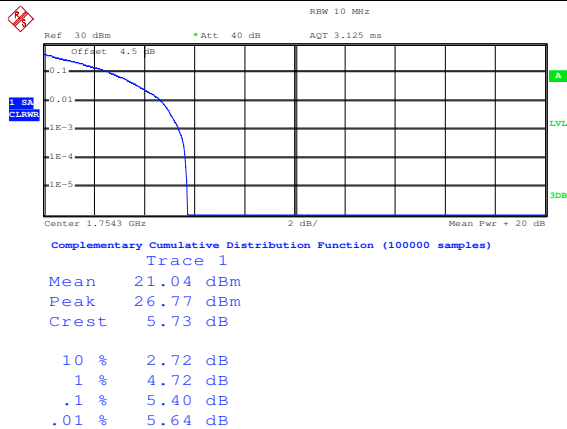 RBW 10 MHz
Ref 30 dBm * Att 40 dB AQT 3.125 ms
Offset 4.5 dB
0.1
A
0.01
1 SA
CLRWR
1E-3
LVL
1E-4
1E-5
3DB
Center 1.7543 GHz 2 dB/ Mean Pwr + 20 dB
Complementary Cumulative Distribution Function (100000 samples)
Trace 1
Mean 21.04 dBm
Peak 26.77 dBm
Crest 5.73 dB
10 % 2.72 dB
1 % 4.72 dB
.1 % 5.40 dB
.01 % 5.64 dB